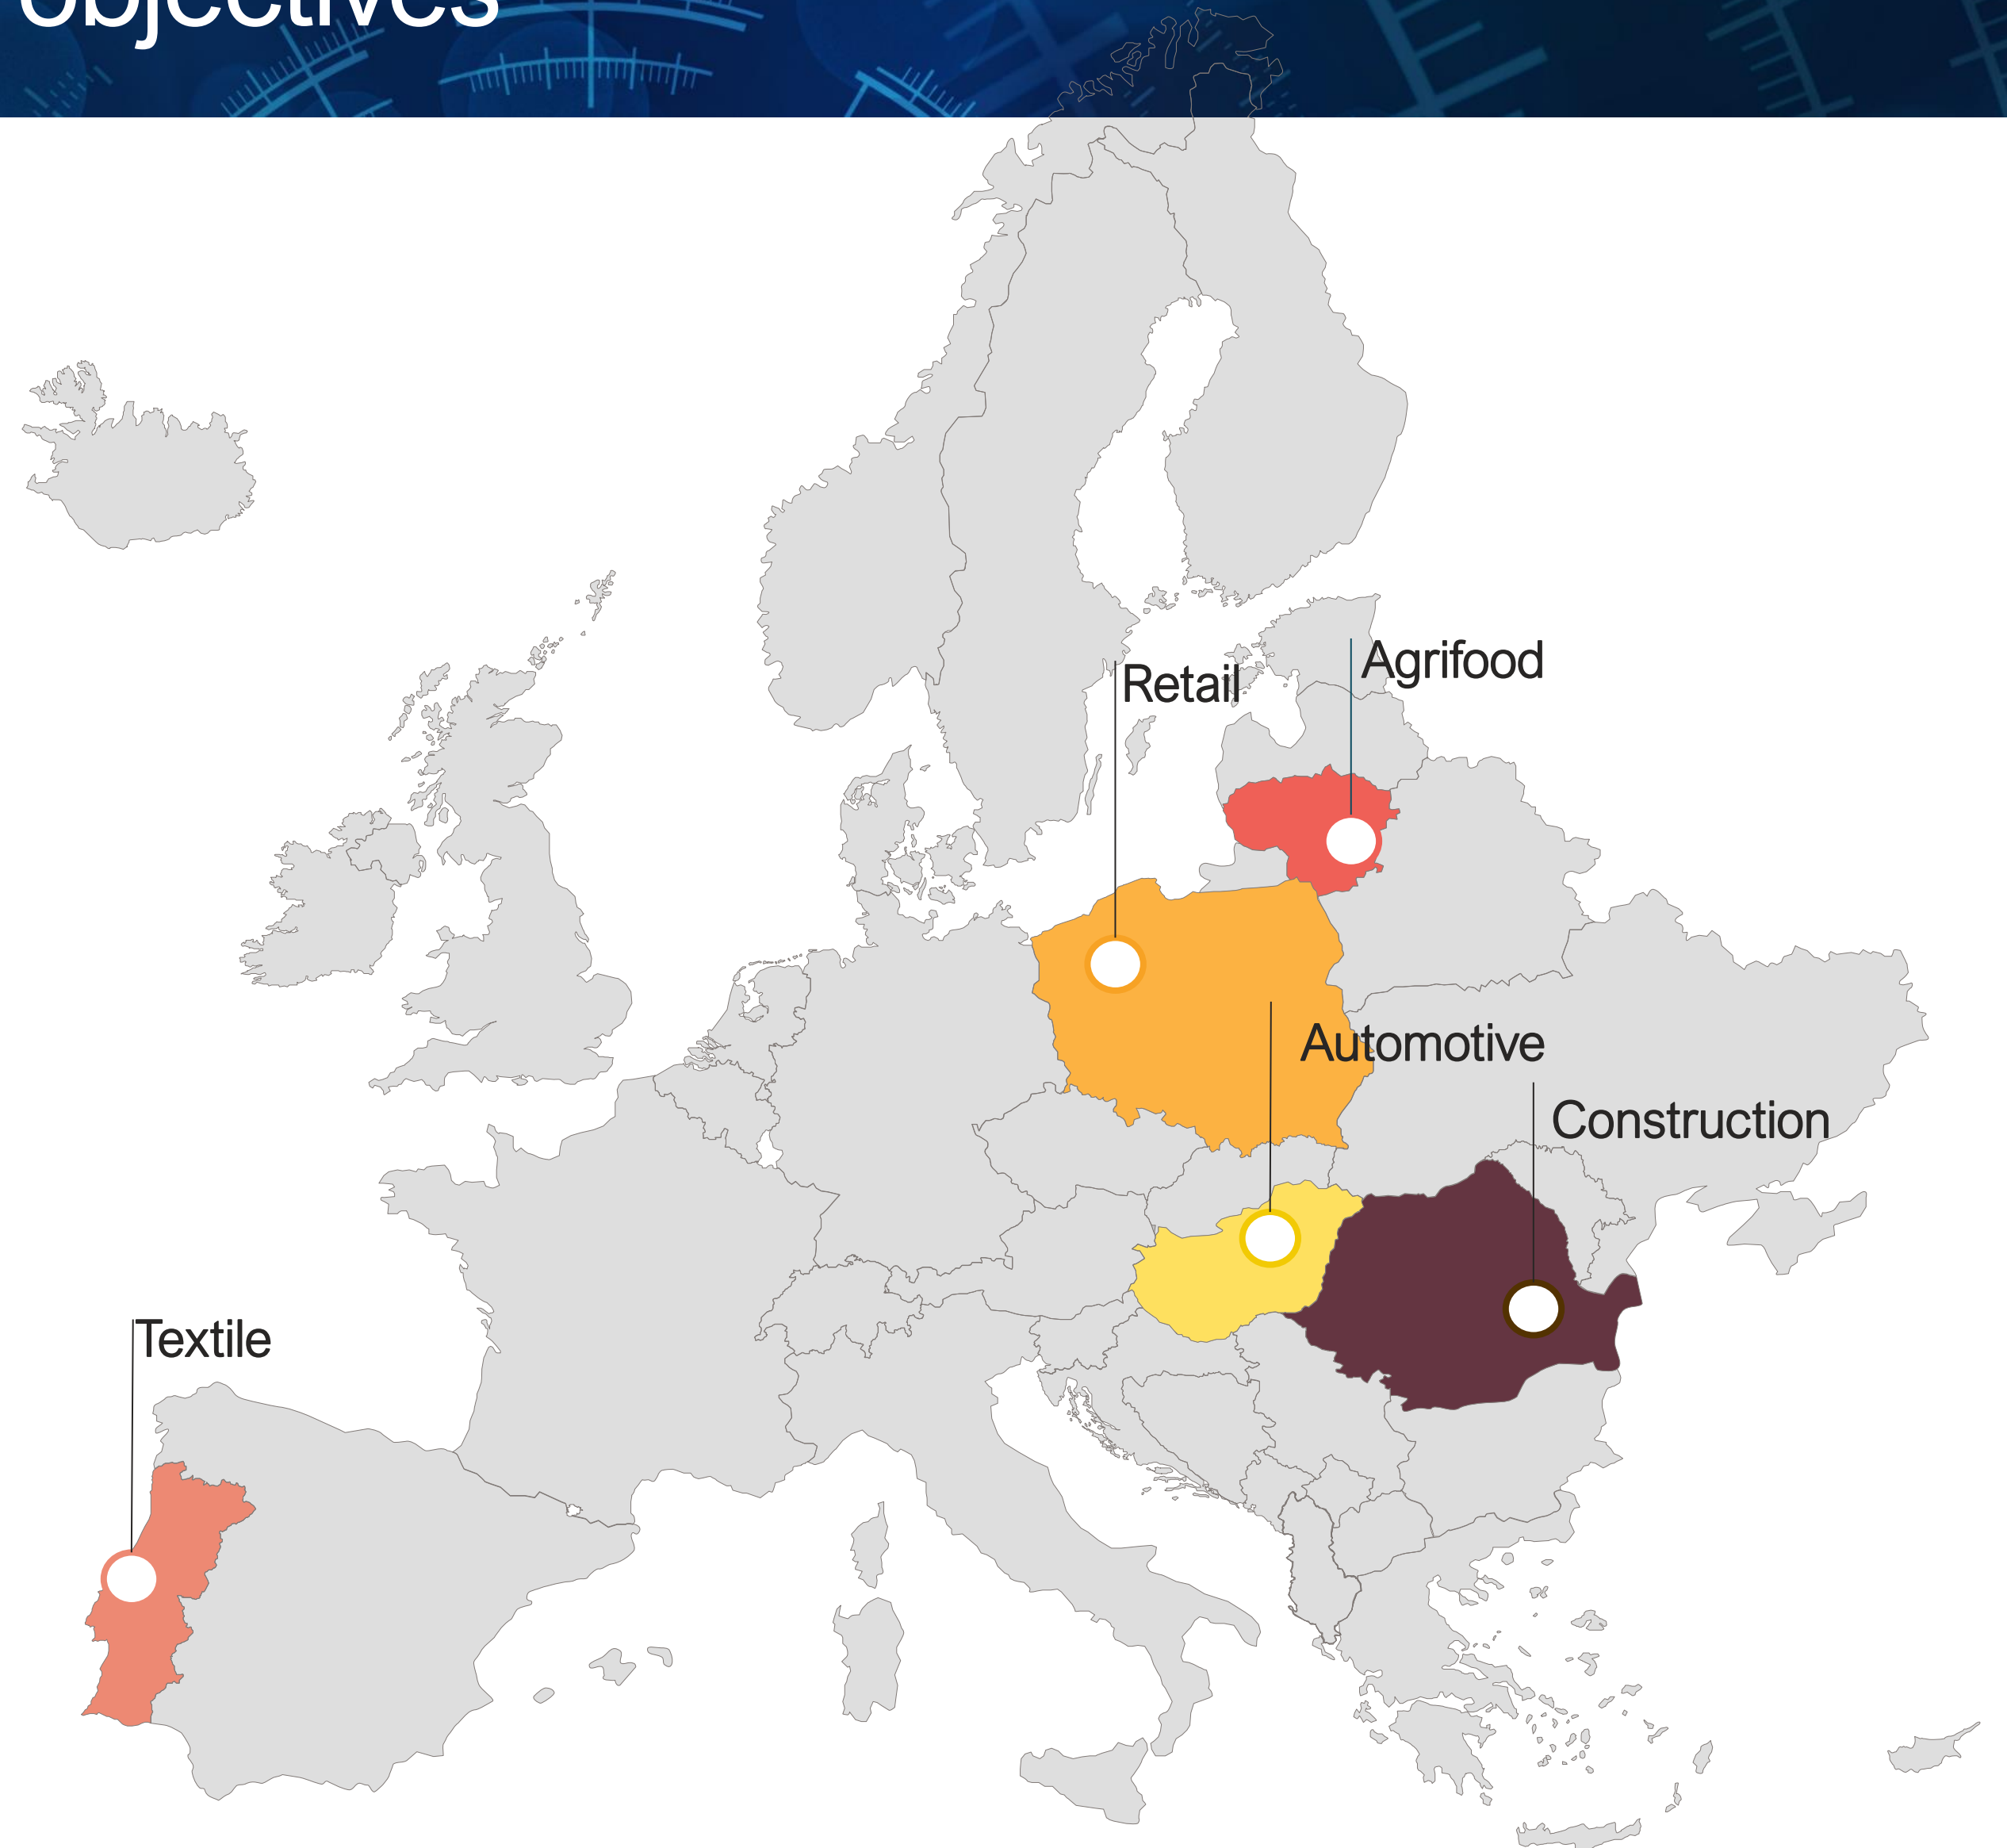 objectives
Agrifood
Retail
Automotive
Construction
Textile